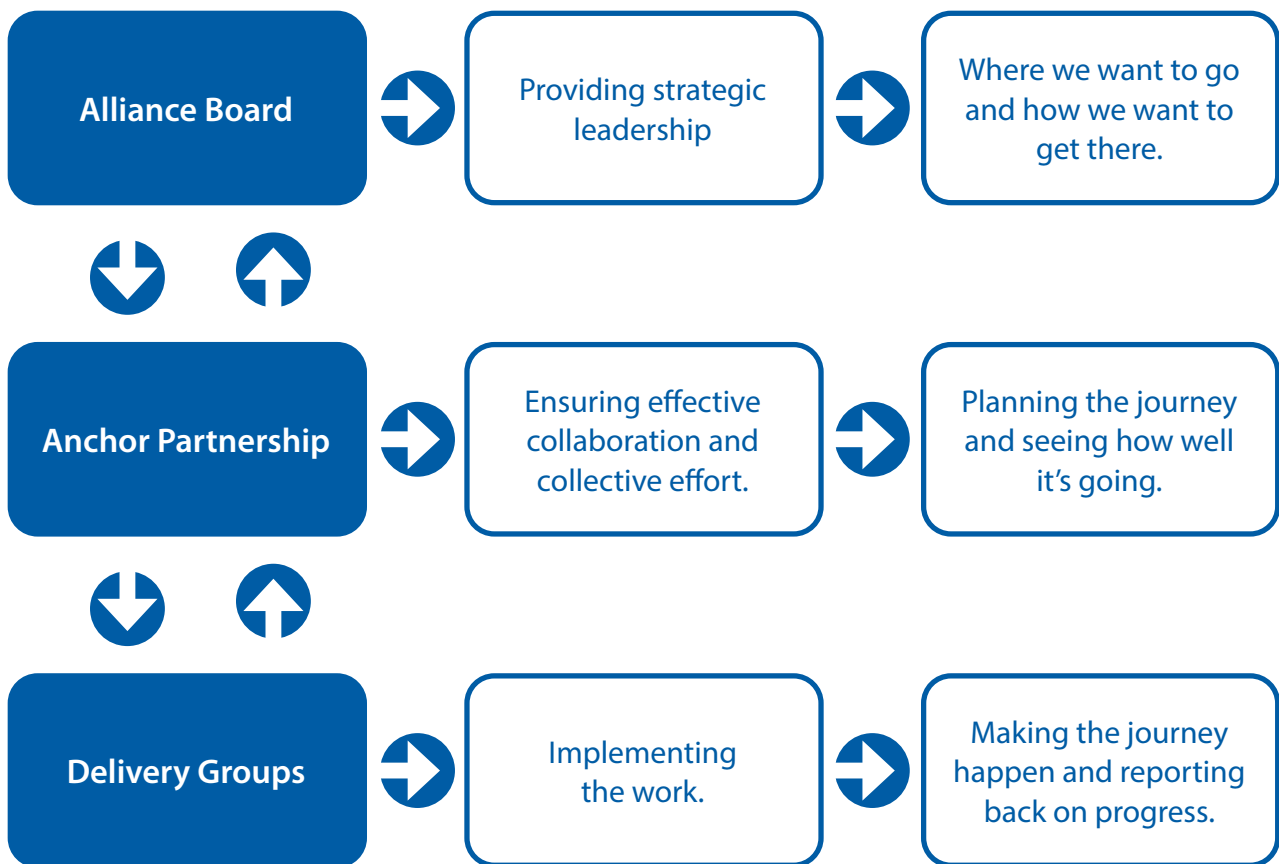 Alliance Board
Providing strategic
leadership
Where we want to go
and how we want to
get there.
Anchor Partnership
Ensuring effective
collaboration and
collective effort.
Planning the journey
and seeing how well
it's going.
Delivery Groups
Implementing
the work.
Making the journey
happen and reporting
back on progress.